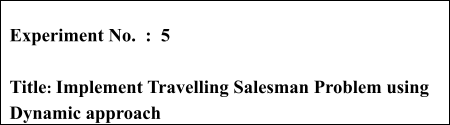 Experiment No. : 5
Title: Implement Travelling Salesman Problem using
Dynamic approach